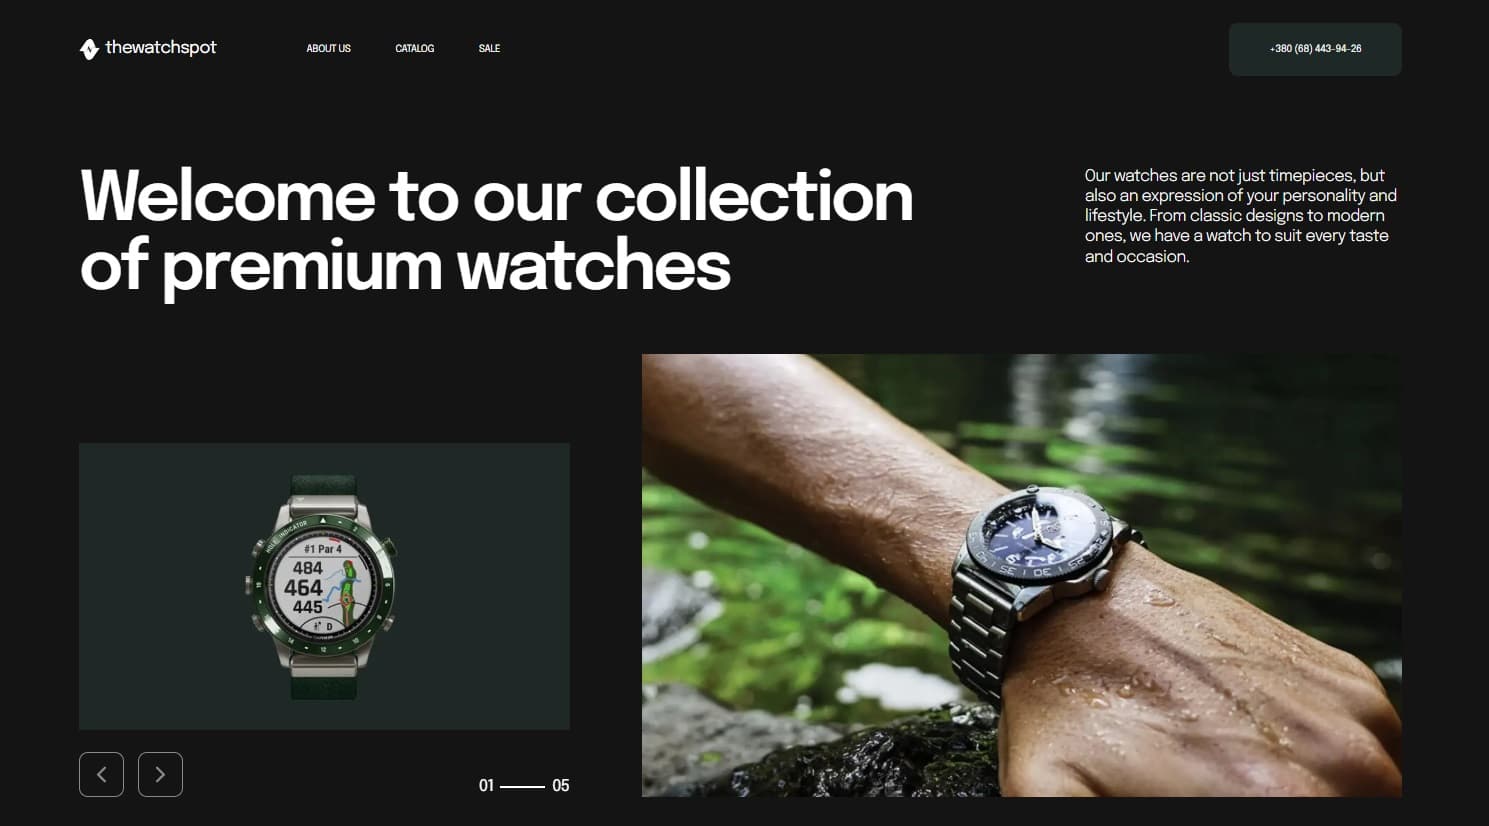 thewatchspot
ABOUT US
CATALOG
SALE
+380 (68) 443-94-26
Welcome to our collection
of premium watches
Our watches are not just timepieces, but
also an expression of your personality and
lifestyle. From classic designs to modern
ones, we have a watch to suit every taste
and occasion.
HOLE INDICATOR
#1 Par 4
484
464
445
D
01
05